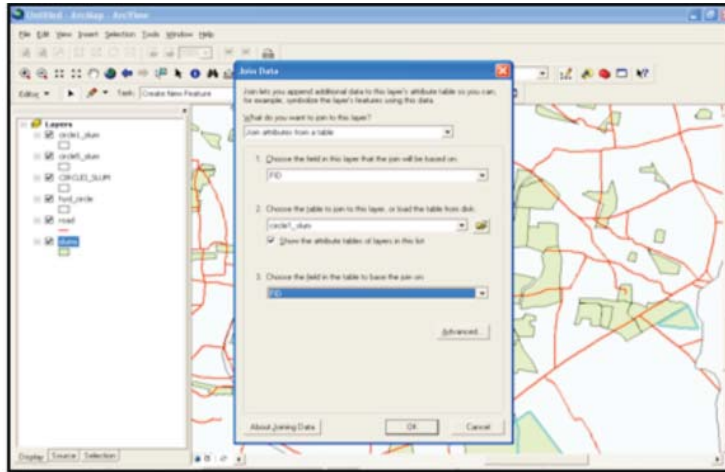 Untitled - ArcMap - ArcView
File Edit View Insert Selection Tools Window Help
Editor Task: Create New Feature
Layers
circle1_slum
circle5_slum
CIRCLE3_SLUM
hyd_circle
road
slums
Display Source Selection
Join Data
Join lets you append additional data to this layer's attribute table so you can,
for example, symbolize the layer's features using this data.
What do you want to join to this layer?
Join attributes from a table
1. Choose the field in this layer that the join will be based on:
FID
2. Choose the table to join to this layer, or load the table from disk:
circle1_slum
Show the attribute tables of layers in this list
3. Choose the field in the table to base the join on:
FID
Advanced...
About Joining Data OK Cancel